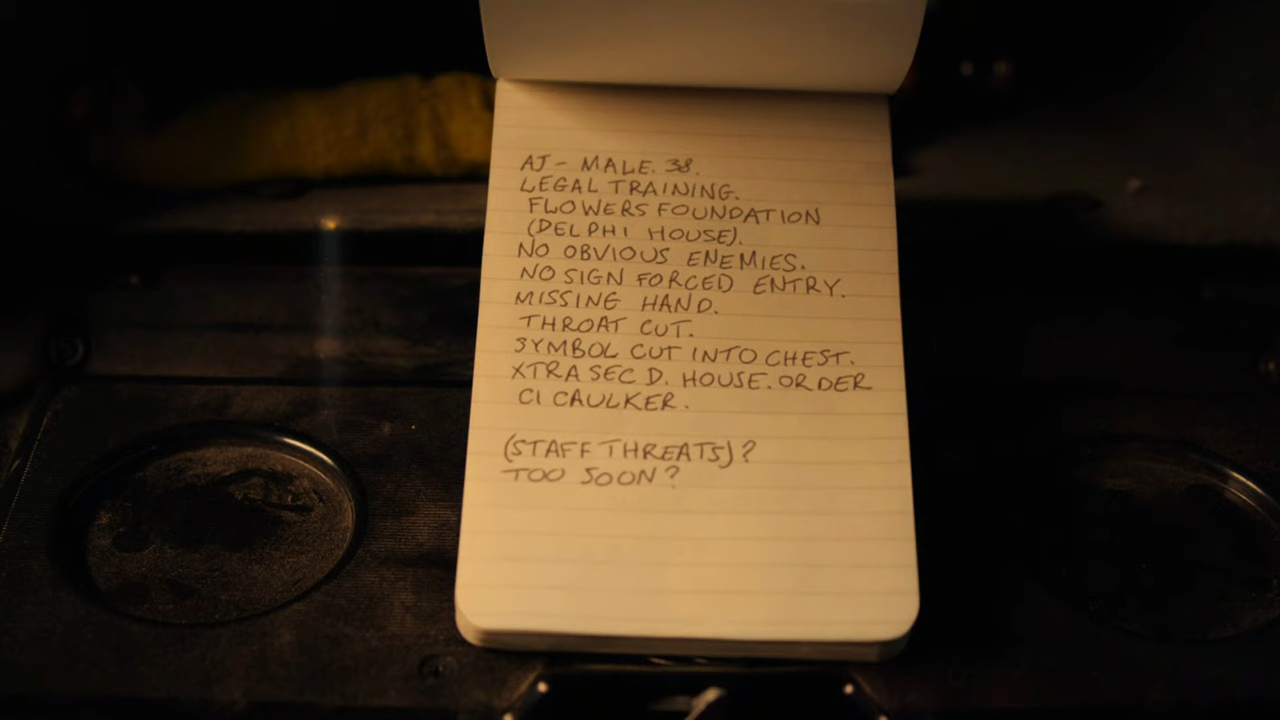 AJ - MALE. 38.
LEGAL TRAINING.
FLOWERS FOUNDATION
(DELPHI HOUSE).
NO OBVIOUS ENEMIES.
NO SIGN FORCED ENTRY.
MISSING HAND.
THROAT CUT.
SYMBOL CUT INTO CHEST.
XTRA SEC D. HOUSE. ORDER
CI CAULKER.
(STAFF THREATS)?
TOO SOON?